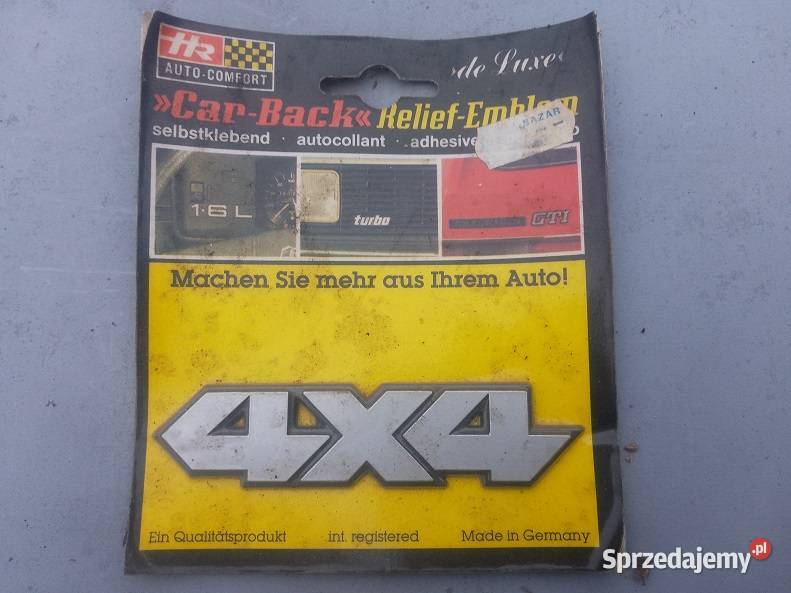 HR
AUTO-COMFORT
»de Luxe«
»Car-Back« Relief-Emblem
selbstklebend · autocollant · adhesive
BAZAR
1·6 L
turbo
GTI
Machen Sie mehr aus Ihrem Auto!
4X4
Ein Qualitätsprodukt int. registered Made in Germany
Sprzedajemy.pl